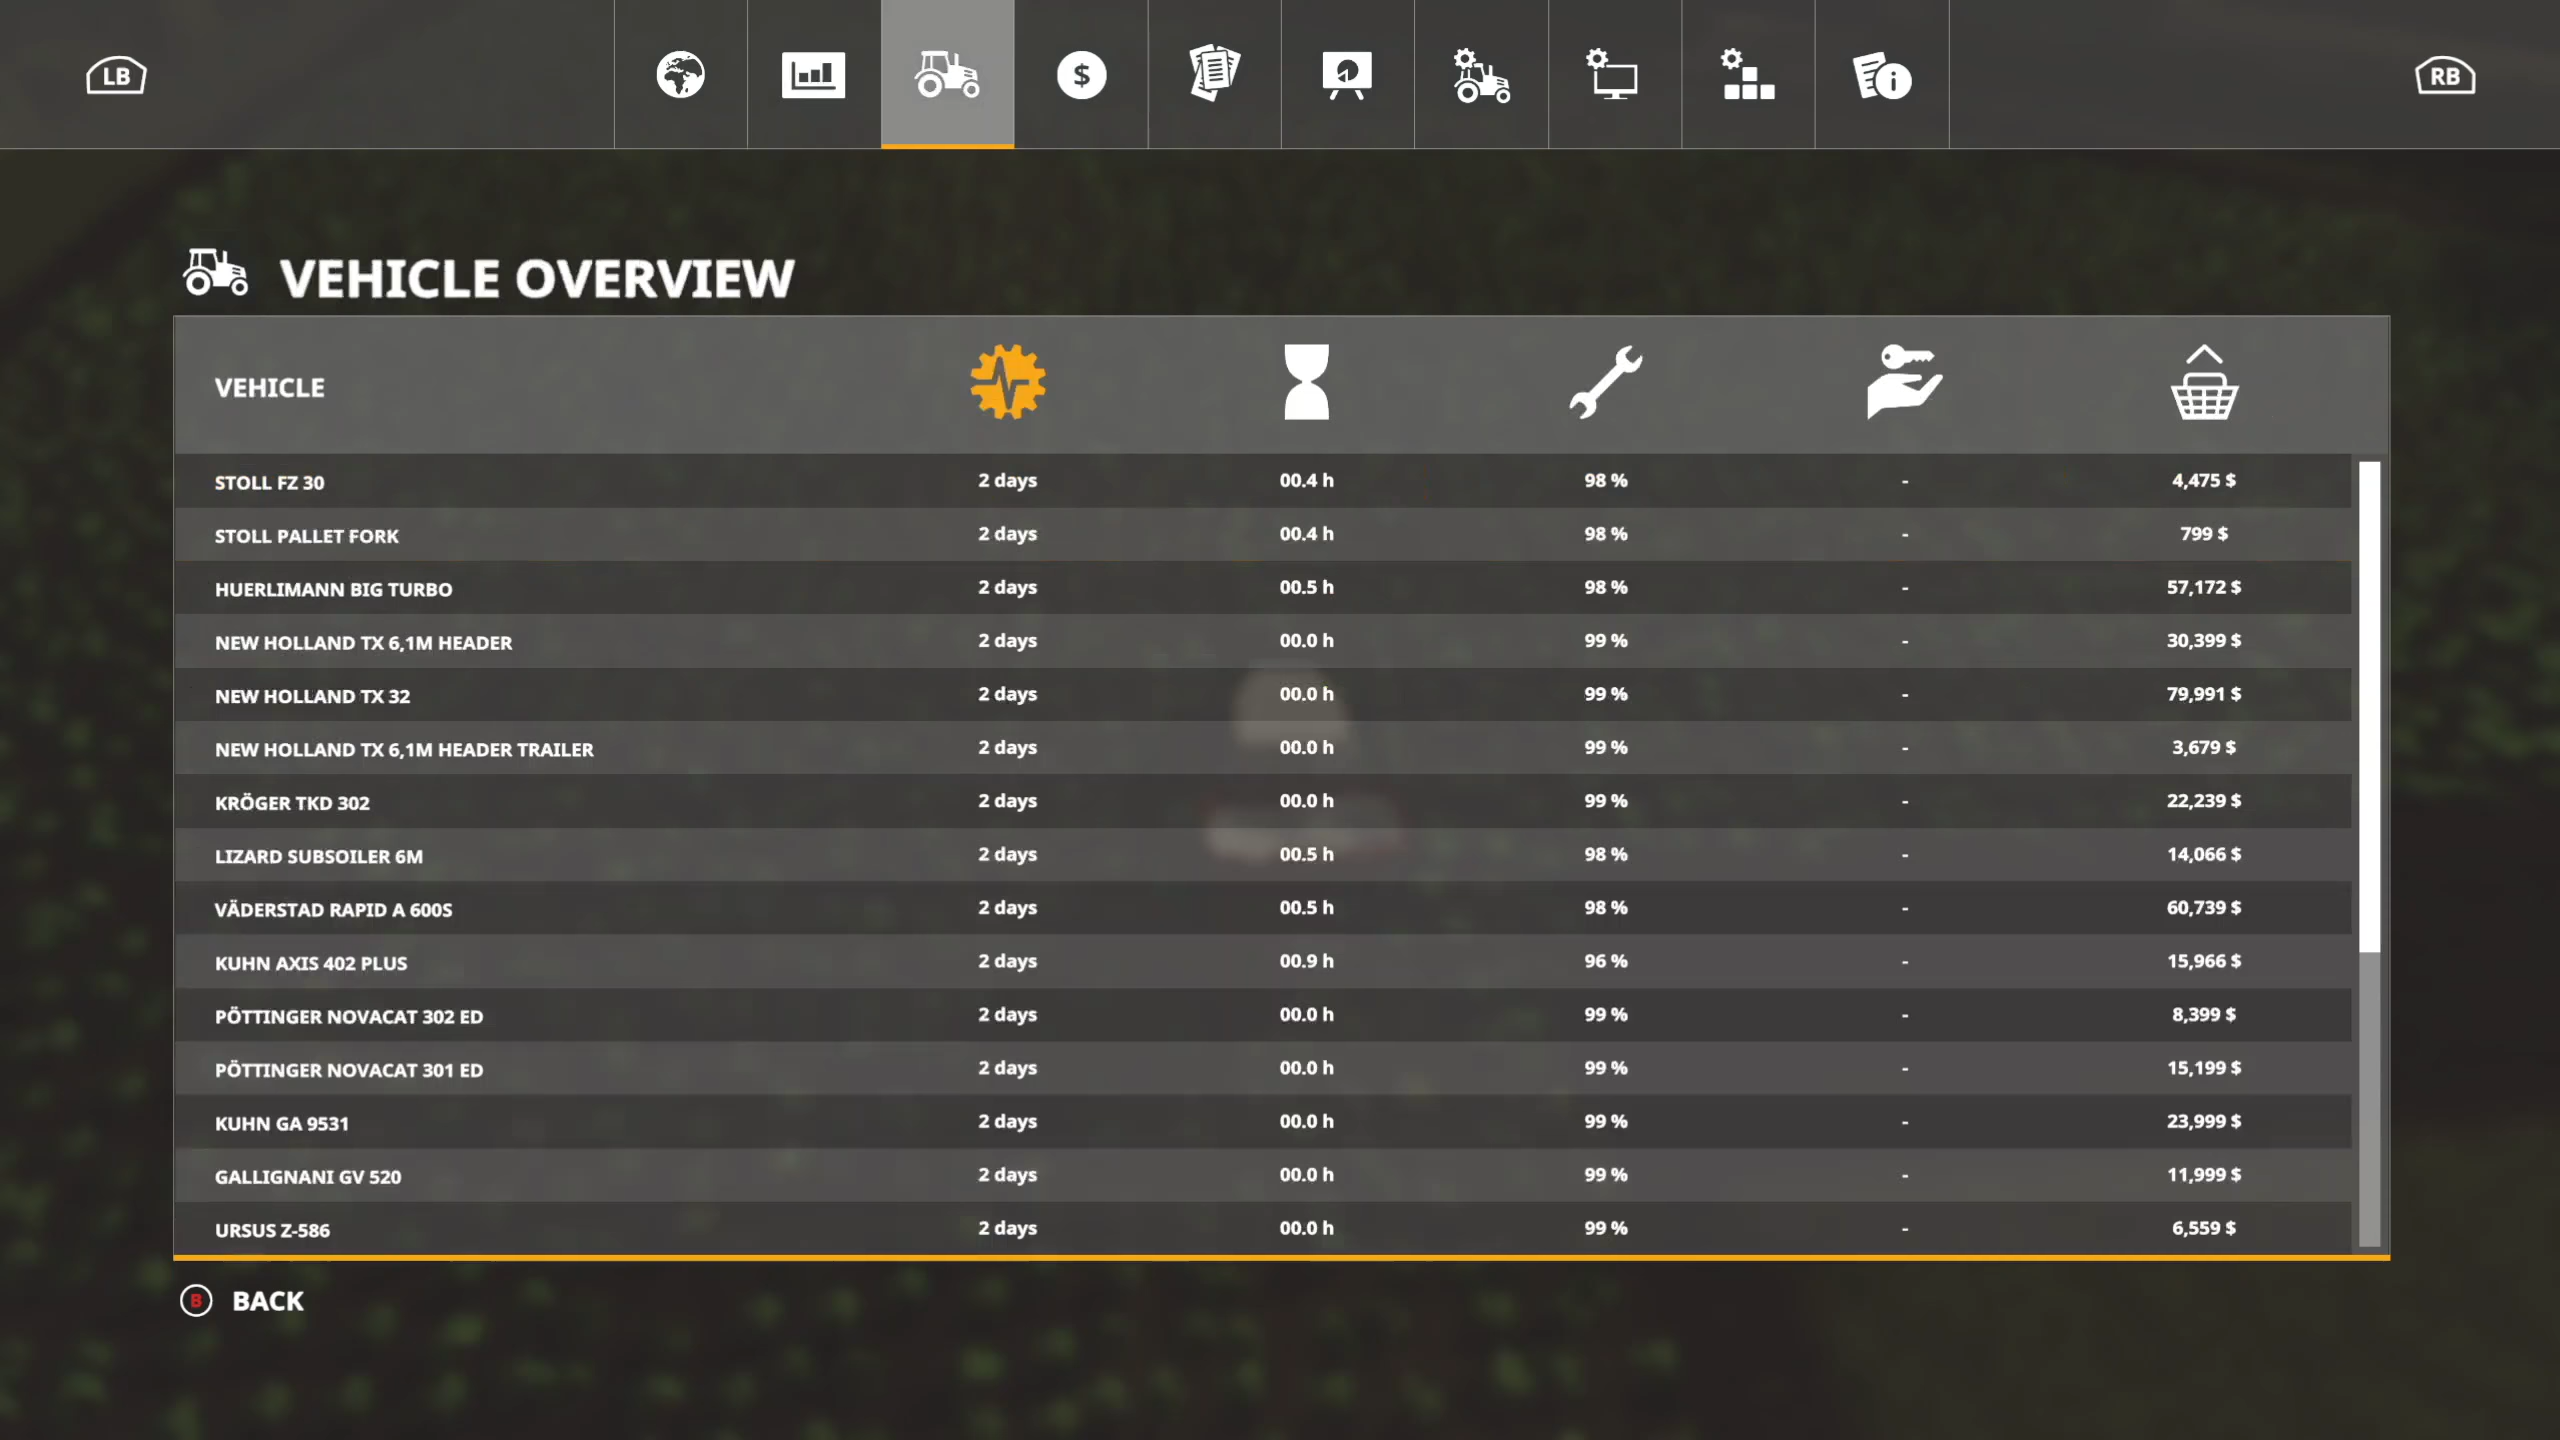 LB
$
i
RB
VEHICLE OVERVIEW
VEHICLE
STOLL FZ 30 2 days 00.4 h 98 % - 4,475 $
STOLL PALLET FORK 2 days 00.4 h 98 % - 799 $
HUERLIMANN BIG TURBO 2 days 00.5 h 98 % - 57,172 $
NEW HOLLAND TX 6,1M HEADER 2 days 00.0 h 99 % - 30,399 $
NEW HOLLAND TX 32 2 days 00.0 h 99 % - 79,991 $
NEW HOLLAND TX 6,1M HEADER TRAILER 2 days 00.0 h 99 % - 3,679 $
KRÖGER TKD 302 2 days 00.0 h 99 % - 22,239 $
LIZARD SUBSOILER 6M 2 days 00.5 h 98 % - 14,066 $
VÄDERSTAD RAPID A 600S 2 days 00.5 h 98 % - 60,739 $
KUHN AXIS 402 PLUS 2 days 00.9 h 96 % - 15,966 $
PÖTTINGER NOVACAT 302 ED 2 days 00.0 h 99 % - 8,399 $
PÖTTINGER NOVACAT 301 ED 2 days 00.0 h 99 % - 15,199 $
KUHN GA 9531 2 days 00.0 h 99 % - 23,999 $
GALLIGNANI GV 520 2 days 00.0 h 99 % - 11,999 $
URSUS Z-586 2 days 00.0 h 99 % - 6,559 $
B BACK